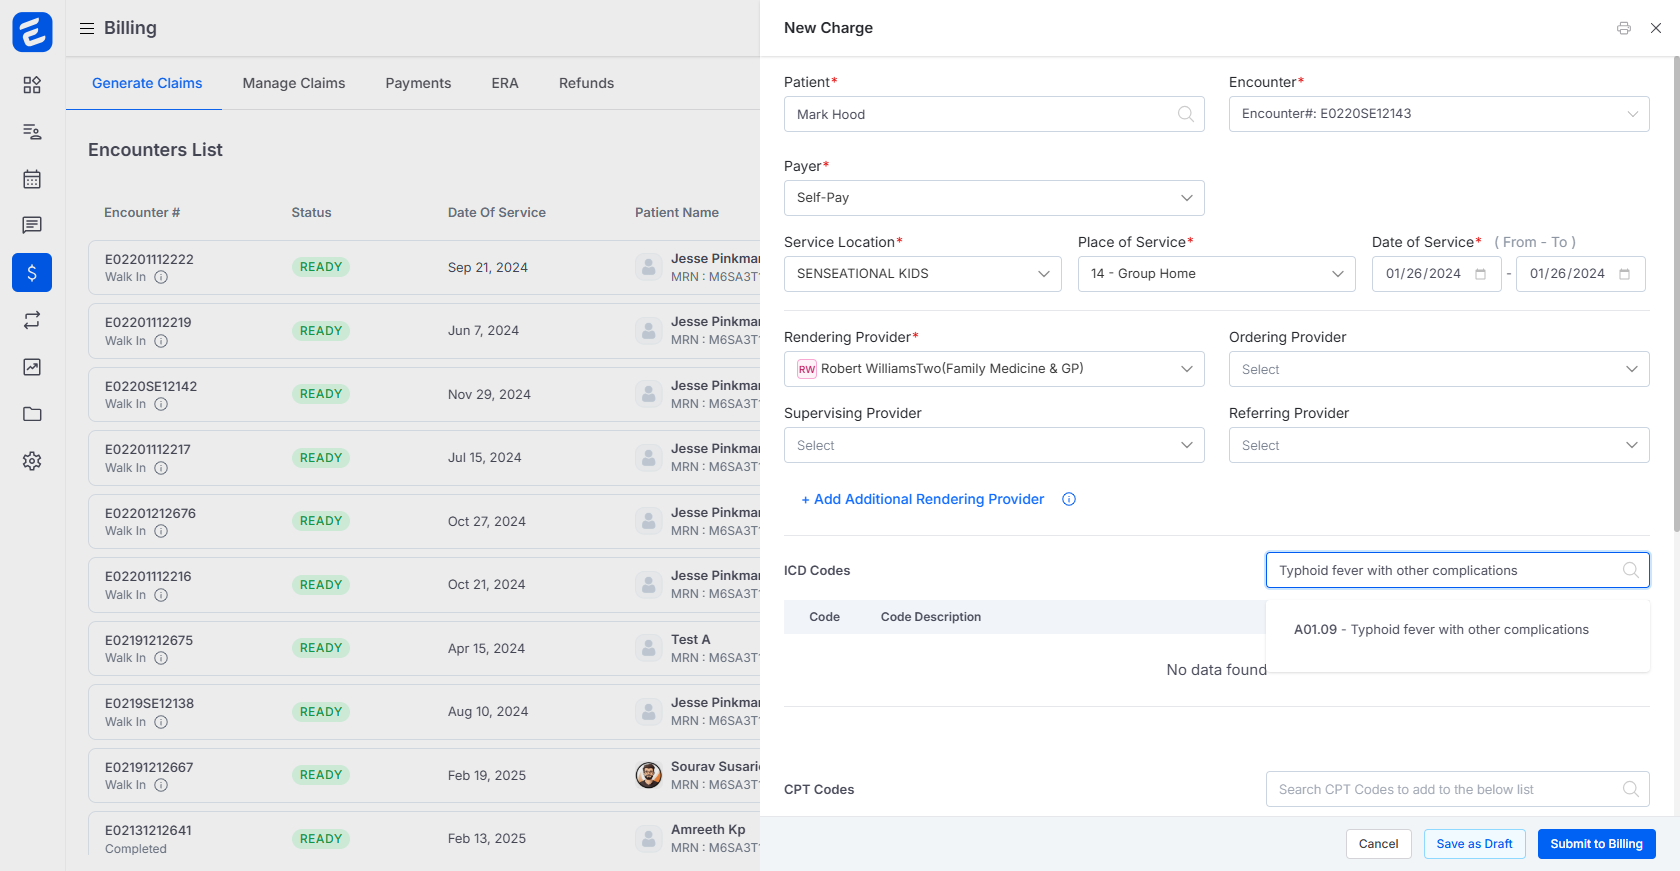 Billing
Generate Claims
Manage Claims
Payments
ERA
Refunds
Encounters List
Encounter #
Status
Date Of Service
Patient Name
E02201112222
Walk In
READY
Sep 21, 2024
Jesse Pinkman
MRN : M6SA3T
E02201112219
Walk In
READY
Jun 7, 2024
Jesse Pinkman
MRN : M6SA3T
E0220SE12142
Walk In
READY
Nov 29, 2024
Jesse Pinkman
MRN : M6SA3T
E02201112217
Walk In
READY
Jul 15, 2024
Jesse Pinkman
MRN : M6SA3T
E02201212676
Walk In
READY
Oct 27, 2024
Jesse Pinkman
MRN : M6SA3T
E02201112216
Walk In
READY
Oct 21, 2024
Jesse Pinkman
MRN : M6SA3T
E02191212675
Walk In
READY
Apr 15, 2024
Test A
MRN : M6SA3T
E0219SE12138
Walk In
READY
Aug 10, 2024
Jesse Pinkman
MRN : M6SA3T
E02191212667
Walk In
READY
Feb 19, 2025
Sourav Susari
MRN : M6SA3T
E02131212641
Completed
READY
Feb 13, 2025
Amreeth Kp
MRN : M6SA3T
New Charge
Patient*
Mark Hood
Encounter*
Encounter#: E0220SE12143
Payer*
Self-Pay
Service Location*
SENSEATIONAL KIDS
Place of Service*
14 - Group Home
Date of Service* ( From - To )
01/26/2024 - 01/26/2024
Rendering Provider*
RW Robert WilliamsTwo(Family Medicine & GP)
Ordering Provider
Select
Supervising Provider
Select
Referring Provider
Select
+ Add Additional Rendering Provider
ICD Codes
Typhoid fever with other complications
Code
Code Description
A01.09 - Typhoid fever with other complications
No data found
CPT Codes
Search CPT Codes to add to the below list
Cancel
Save as Draft
Submit to Billing